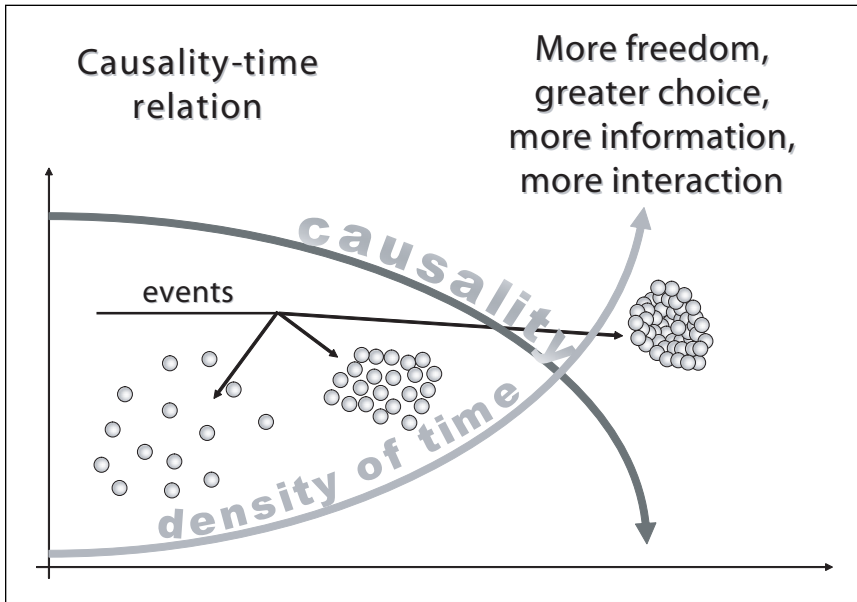 Causality-time
relation
More freedom,
greater choice,
more information,
more interaction
causality
events
density of time